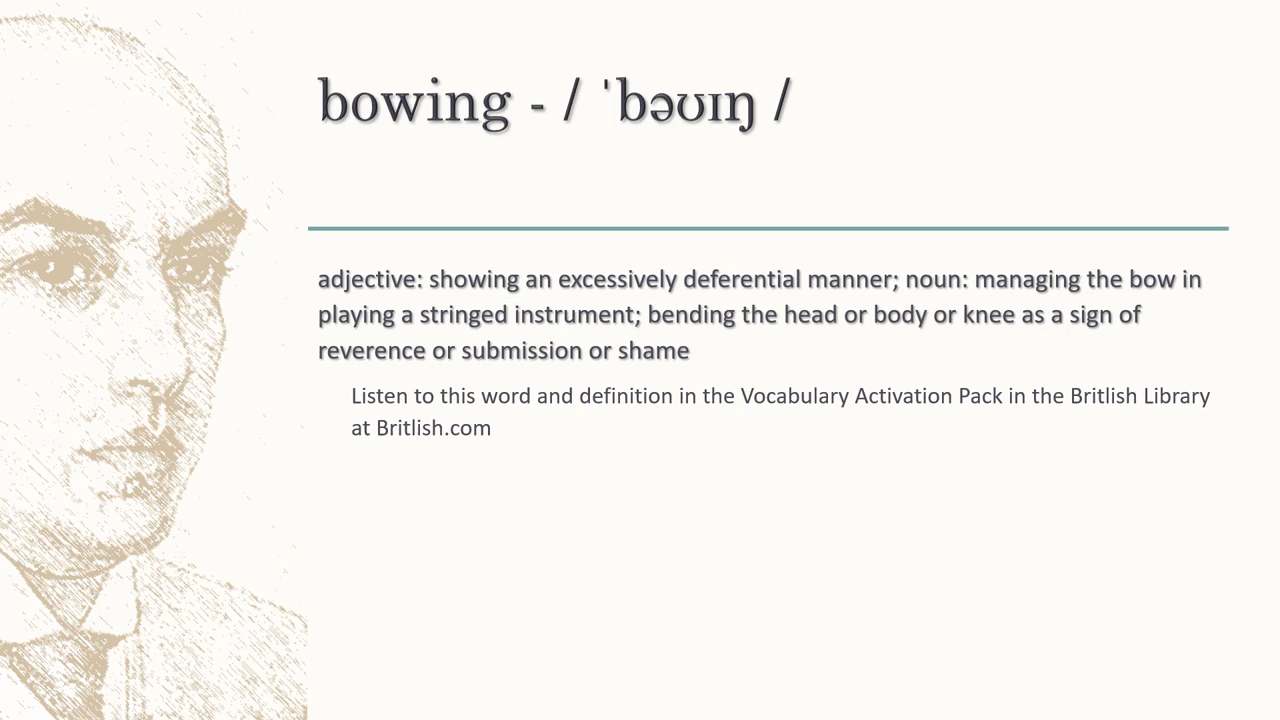 bowing - / ˈbəʊɪŋ /
adjective: showing an excessively deferential manner; noun: managing the bow in
playing a stringed instrument; bending the head or body or knee as a sign of
reverence or submission or shame
Listen to this word and definition in the Vocabulary Activation Pack in the Britlish Library
at Britlish.com